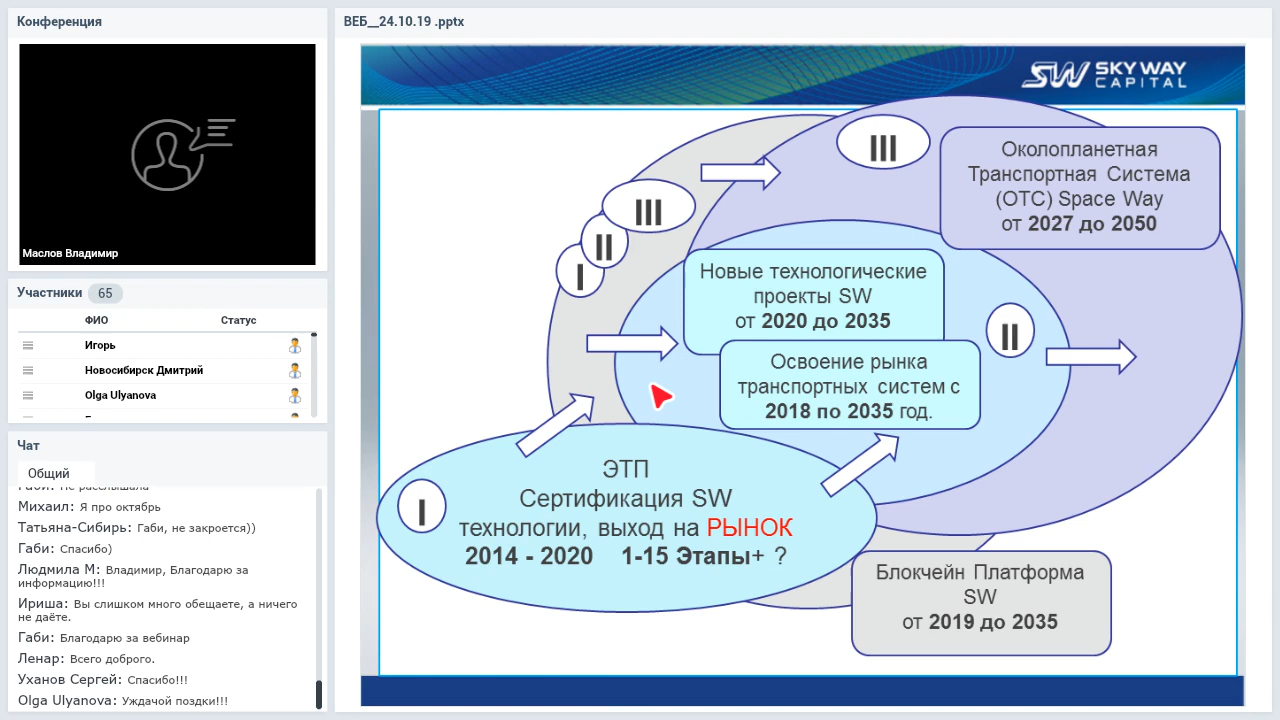 Конференция
Маслов Владимир
Участники 65
ФИО Статус
Игорь
Новосибирск Дмитрий
Olga Ulyanova
Чат
Общий
Габи: Не расслышала
Михаил: Я про октябрь
Татьяна-Сибирь: Габи, не закроется))
Габи: Спасибо)
Людмила М: Владимир, Благодарю за
информацию!!!
Ириша: Вы слишком много обещаете, а ничего
не даёте.
Габи: Благодарю за вебинар
Ленар: Всего доброго.
Уханов Сергей: Спасибо!!!
Olga Ulyanova: Уждачой поздки!!!
ВЕБ__24.10.19 .pptx
SW SKY WAY
CAPITAL
III
Околопланетная
Транспортная Система
(ОТС) Space Way
от 2027 до 2050
III
II
I
Новые технологические
проекты SW
от 2020 до 2035
II
Освоение рынка
транспортных систем с
2018 по 2035 год.
I
ЭТП
Сертификация SW
технологии, выход на РЫНОК
2014 - 2020 1-15 Этапы+ ?
Блокчейн Платформа
SW
от 2019 до 2035